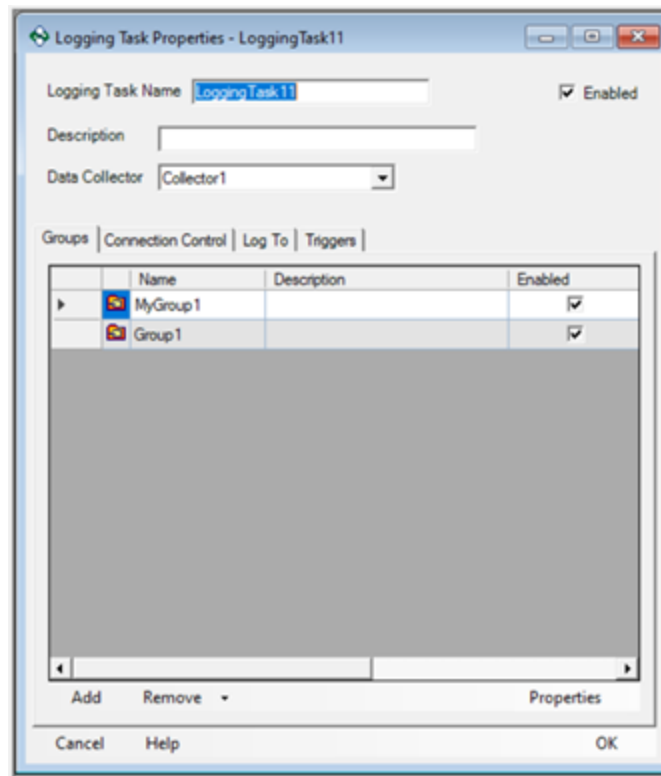 Logging Task Properties - LoggingTask11
Logging Task Name LoggingTask11 Enabled
Description
Data Collector Collector1
Groups Connection Control Log To Triggers
Name Description Enabled
MyGroup1
Group1
Add Remove Properties
Cancel Help OK